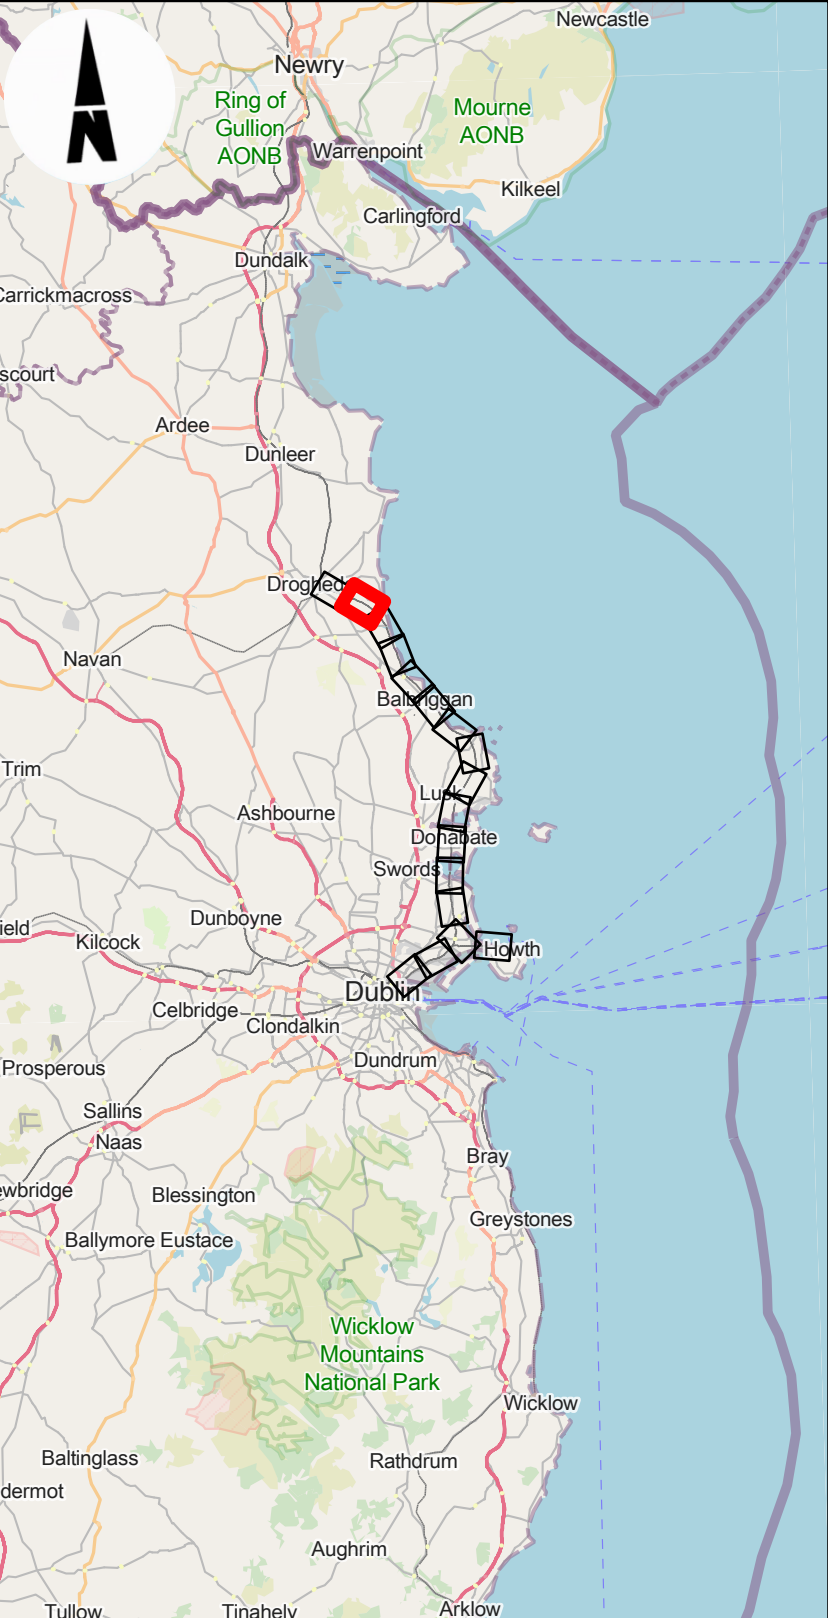 Newcastle
Newry
Ring of
Gullion
AONB
Mourne
AONB
Warrenpoint
Kilkeel
Carlingford
N
Dundalk
Carrickmacross
scourt
Ardee
Dunleer
Droghed
Navan
Balbriggan
Trim
Lusk
Ashbourne
Donabate
Swords
Dunboyne
ield
Kilcock
Howth
Dublin
Celbridge
Clondalkin
Dundrum
Prosperous
Sallins
Naas
Bray
ewbridge
Blessington
Greystones
Ballymore Eustace
Wicklow
Mountains
National Park
Wicklow
Baltinglass
Rathdrum
dermot
Aughrim
Tullow
Tinahely
Arklow